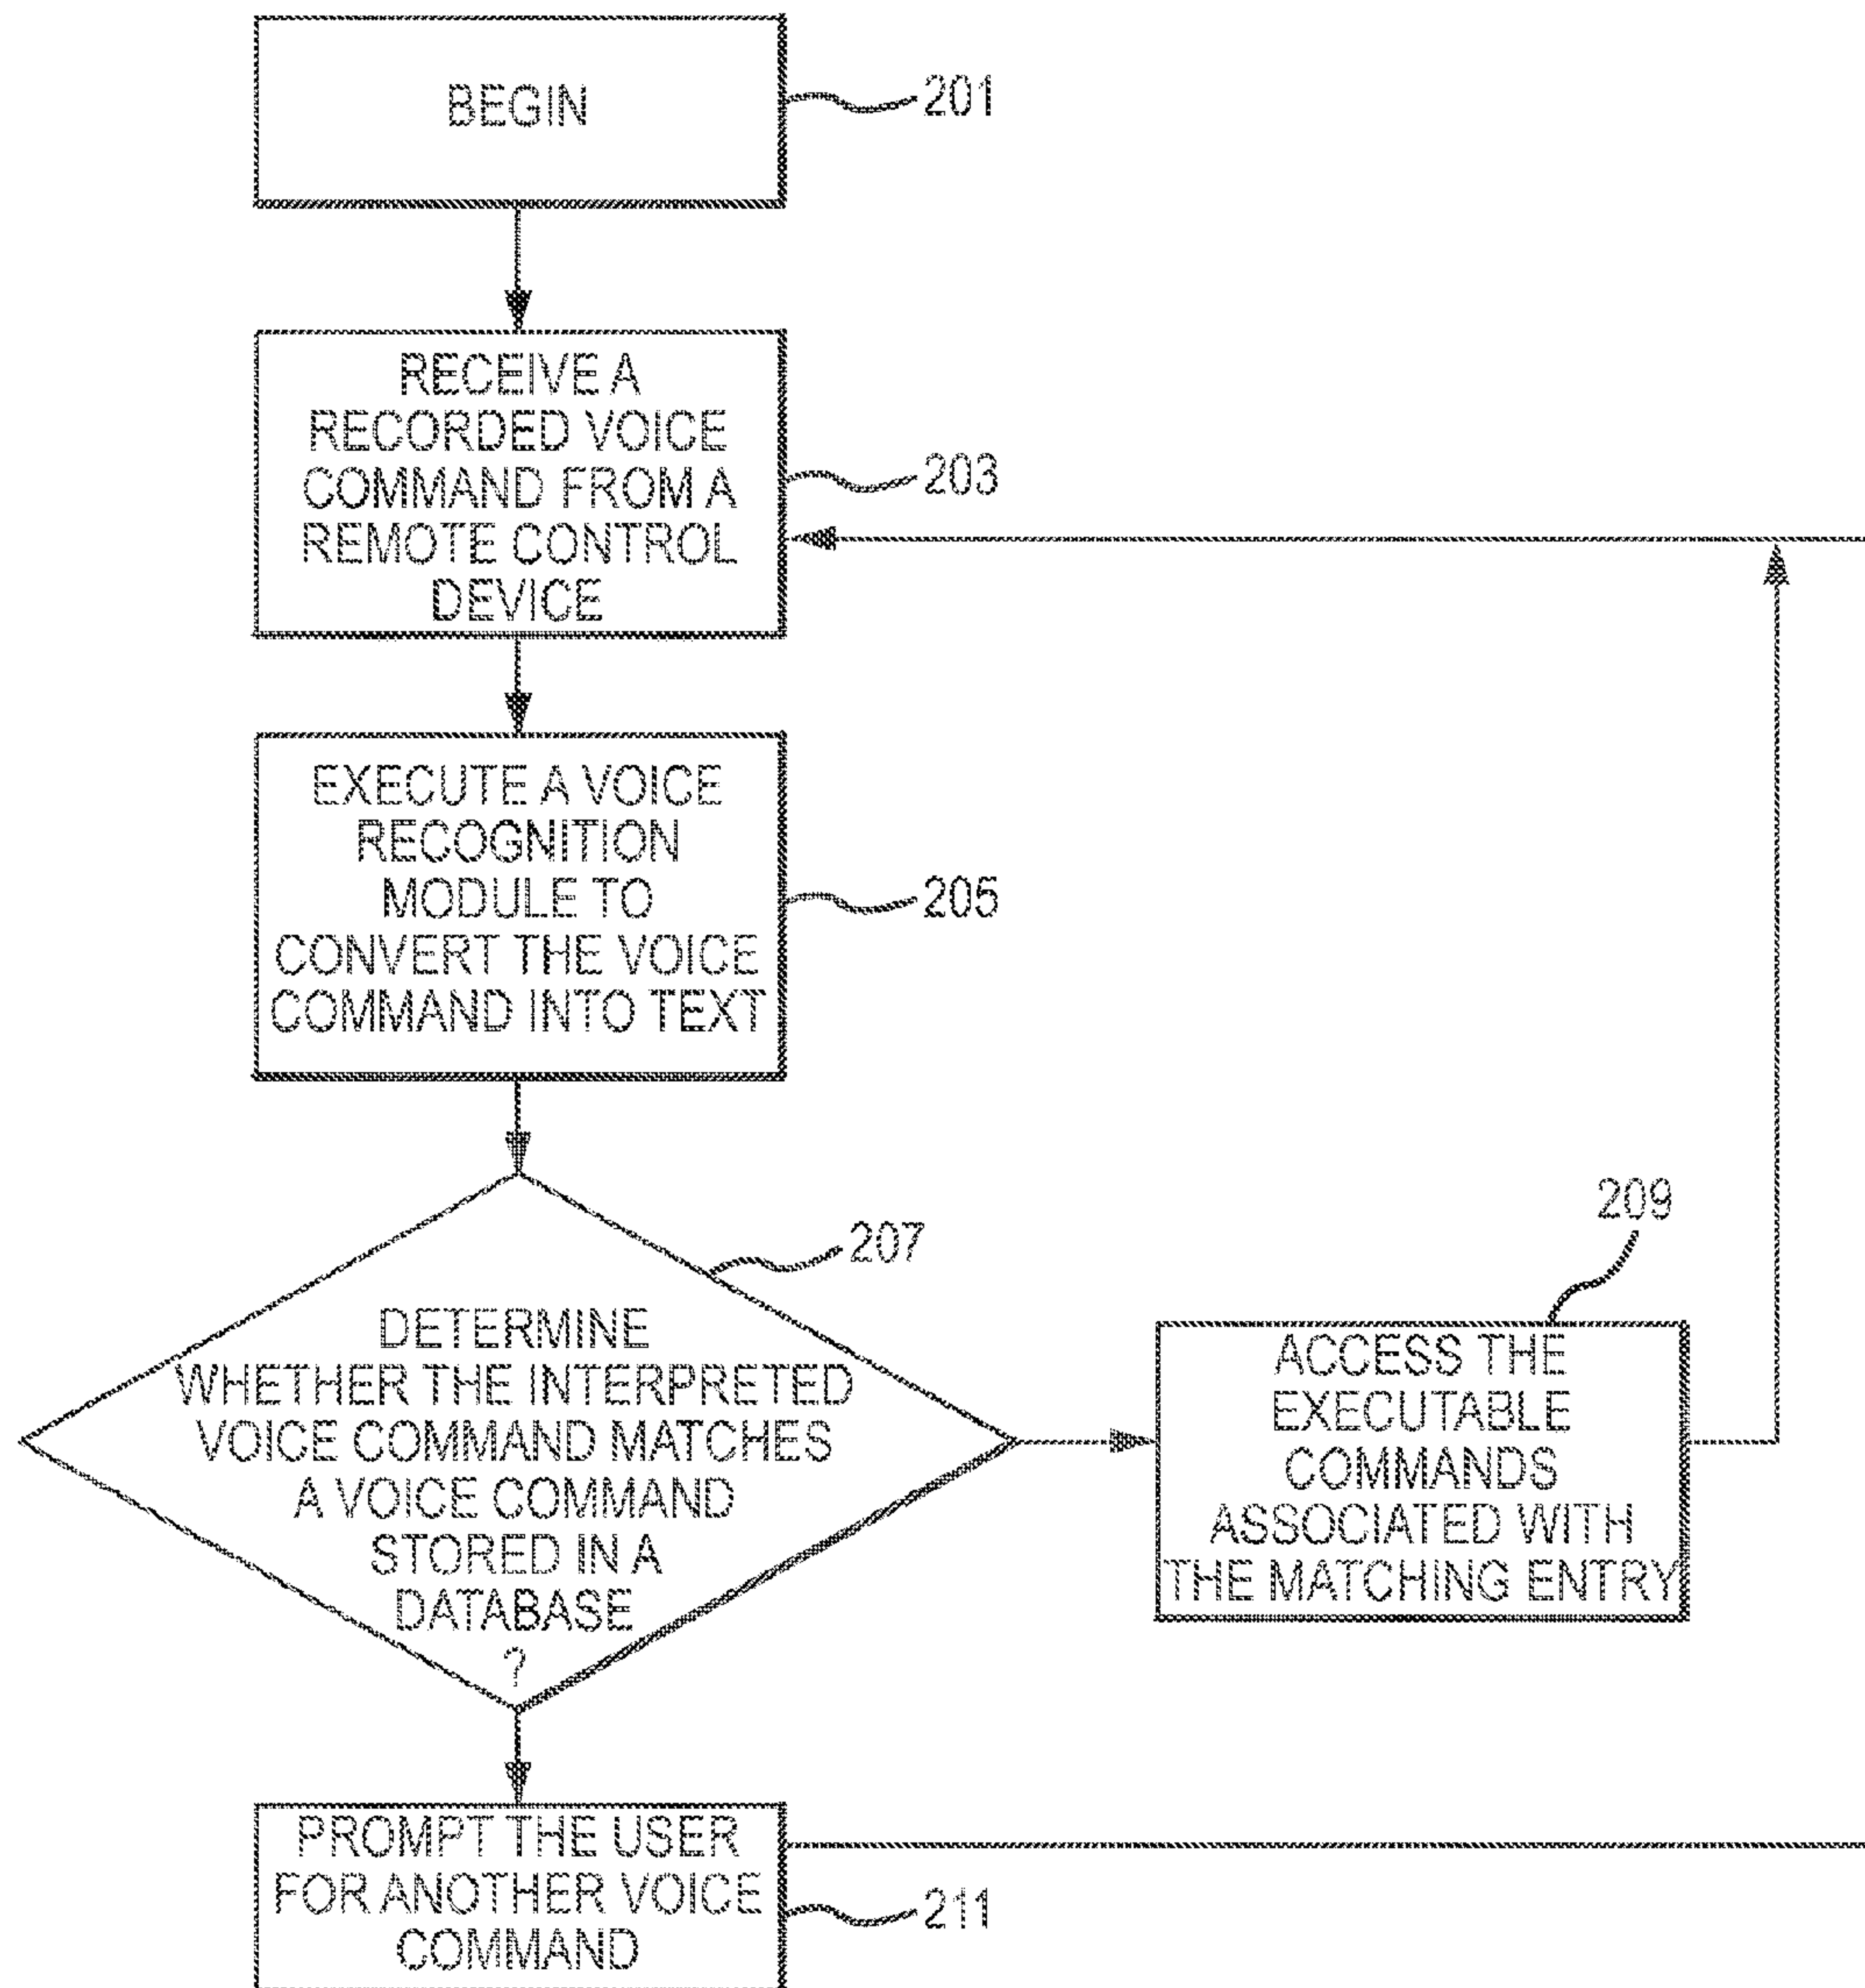 BEGIN
201
RECEIVE A
RECORDED VOICE
COMMAND FROM A
REMOTE CONTROL
DEVICE
203
EXECUTE A VOICE
RECOGNITION
MODULE TO
CONVERT THE VOICE
COMMAND INTO TEXT
205
207
DETERMINE
WHETHER THE INTERPRETED
VOICE COMMAND MATCHES
A VOICE COMMAND
STORED IN A
DATABASE
?
209
ACCESS THE
EXECUTABLE
COMMANDS
ASSOCIATED WITH
THE MATCHING ENTRY
PROMPT THE USER
FOR ANOTHER VOICE
COMMAND
211